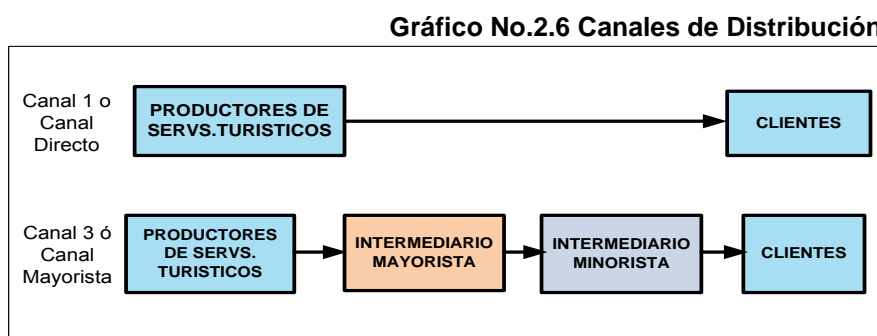 Gráfico No.2.6 Canales de Distribución
Canal 1 o
Canal
Directo
PRODUCTORES DE
SERVS.TURISTICOS
CLIENTES
Canal 3 ó
Canal
Mayorista
PRODUCTORES
DE SERVS.
TURISTICOS
INTERMEDIARIO
MAYORISTA
INTERMEDIARIO
MINORISTA
CLIENTES